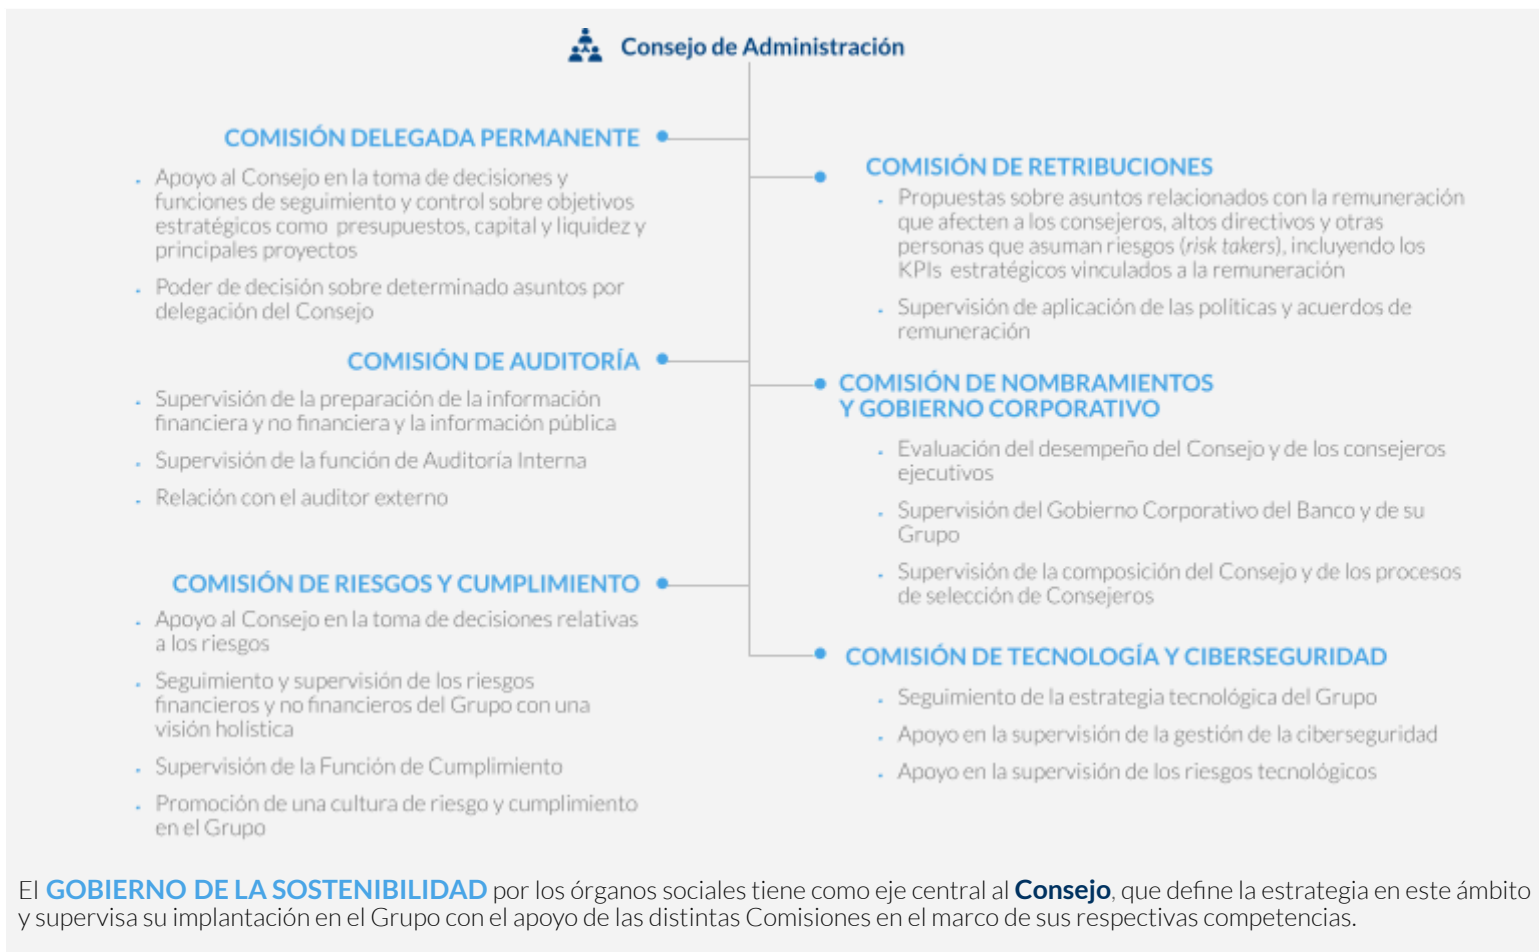 Consejo de Administración
COMISIÓN DELEGADA PERMANENTE
- Apoyo al Consejo en la toma de decisiones y
funciones de seguimiento y control sobre objetivos
estratégicos como presupuestos, capital y liquidez y
principales proyectos
- Poder de decisión sobre determinado asuntos por
delegación del Consejo
COMISIÓN DE AUDITORÍA
- Supervisión de la preparación de la información
financiera y no financiera y la información pública
- Supervisión de la función de Auditoría Interna
- Relación con el auditor externo
COMISIÓN DE RIESGOS Y CUMPLIMIENTO
- Apoyo al Consejo en la toma de decisiones relativas
a los riesgos
- Seguimiento y supervisión de los riesgos
financieros y no financieros del Grupo con una
visión holística
- Supervisión de la Función de Cumplimiento
- Promoción de una cultura de riesgo y cumplimiento
en el Grupo
COMISIÓN DE RETRIBUCIONES
- Propuestas sobre asuntos relacionados con la remuneración
que afecten a los consejeros, altos directivos y otras
personas que asuman riesgos (risk takers), incluyendo los
KPIs estratégicos vinculados a la remuneración
- Supervisión de aplicación de las políticas y acuerdos de
remuneración
COMISIÓN DE NOMBRAMIENTOS
Y GOBIERNO CORPORATIVO
- Evaluación del desempeño del Consejo y de los consejeros
ejecutivos
- Supervisión del Gobierno Corporativo del Banco y de su
Grupo
- Supervisión de la composición del Consejo y de los procesos
de selección de Consejeros
COMISIÓN DE TECNOLOGÍA Y CIBERSEGURIDAD
- Seguimiento de la estrategia tecnológica del Grupo
- Apoyo en la supervisión de la gestión de la ciberseguridad
- Apoyo en la supervisión de los riesgos tecnológicos
El GOBIERNO DE LA SOSTENIBILIDAD por los órganos sociales tiene como eje central al Consejo, que define la estrategia en este ámbito
y supervisa su implantación en el Grupo con el apoyo de las distintas Comisiones en el marco de sus respectivas competencias.